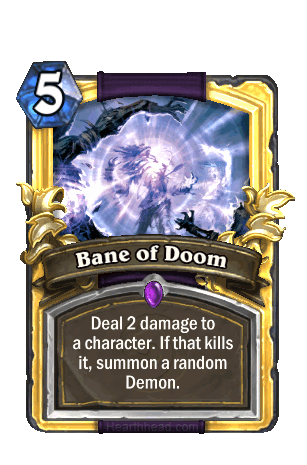 5
Bane of Doom
Deal 2 damage to
a character. If that kills
it, summon a random
Demon.
Hearthhead.com